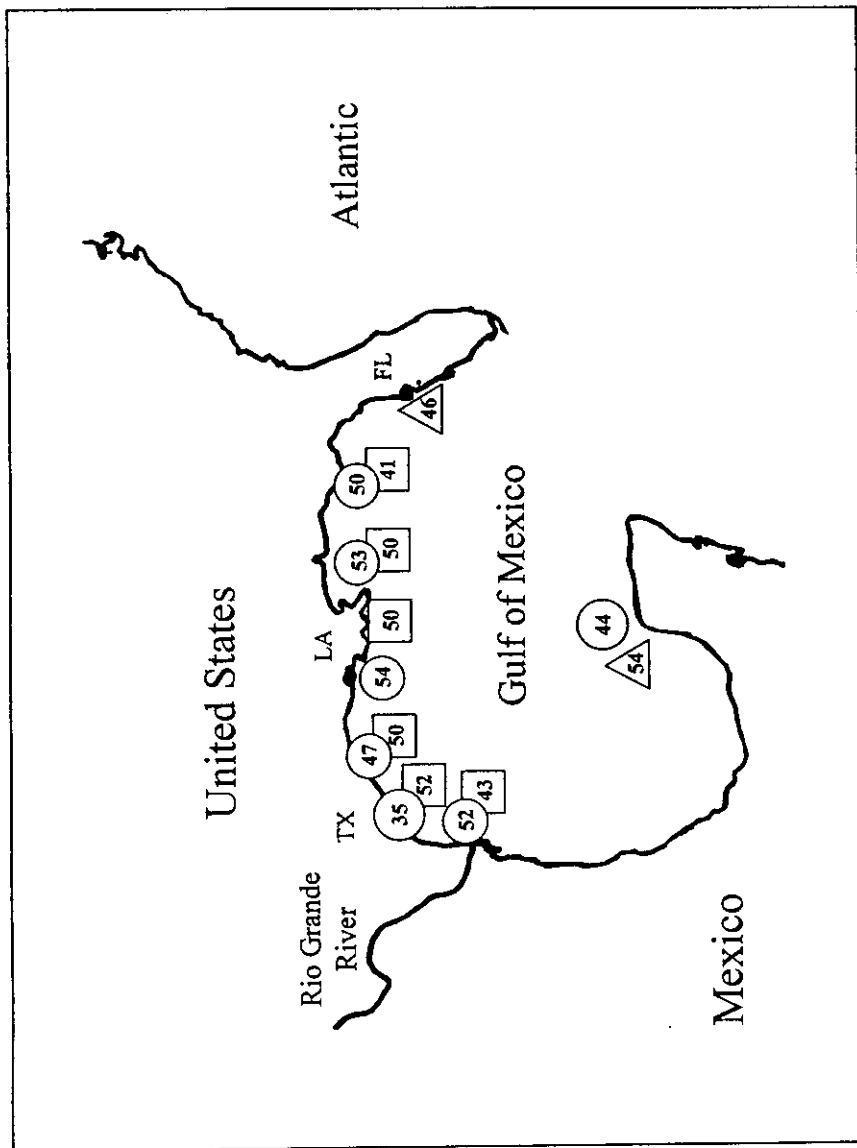 United States
Atlantic
Rio Grande
River
TX
LA
FL
35
52
47
50
54
50
53
50
50
41
46
52
43
Gulf of Mexico
44
54
Mexico